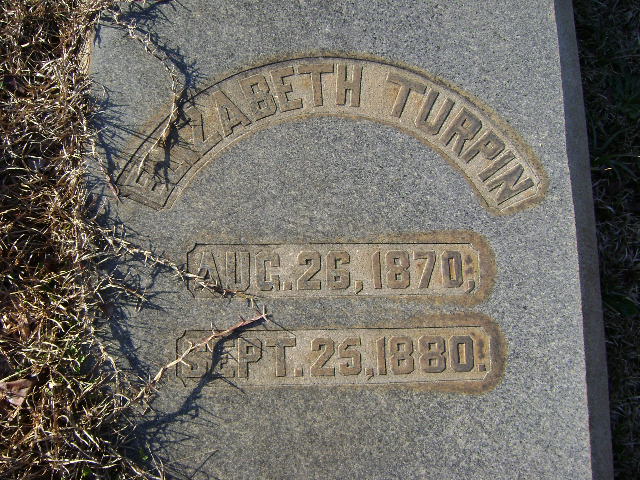 ELIZABETH H TURPIN
AUG. 26, 1870,
SEPT. 25, 1880.